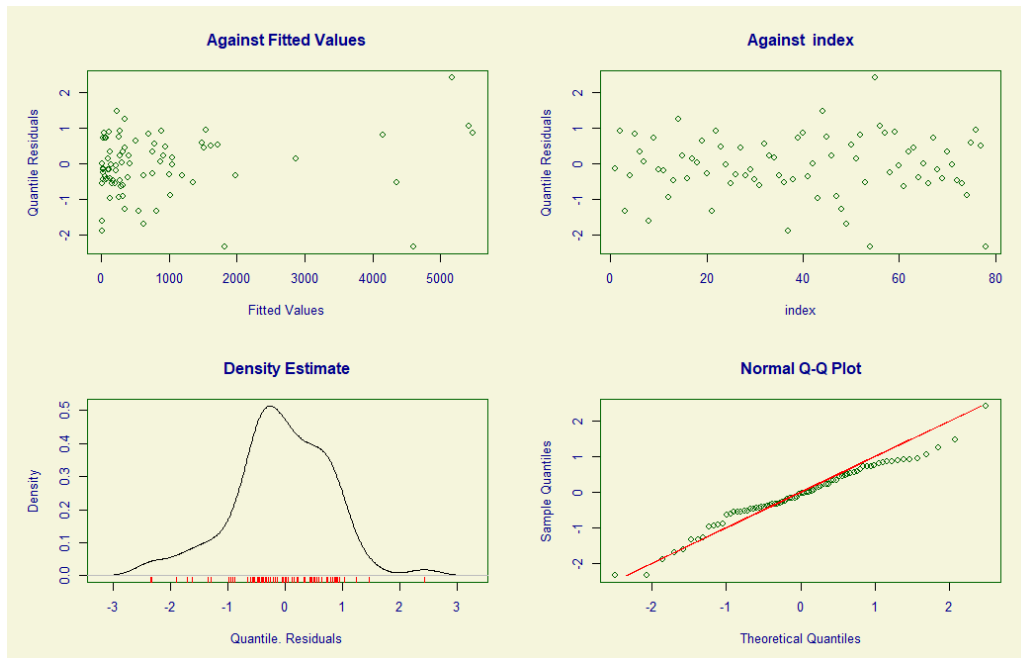 Against Fitted Values
Quantile Residuals
2
1
0
-1
-2
0 1000 2000 3000 4000 5000
Fitted Values
Against index
Quantile Residuals
2
1
0
-1
-2
0 20 40 60 80
index
Density Estimate
Density
0.5
0.4
0.3
0.2
0.1
0.0
-3 -2 -1 0 1 2 3
Quantile. Residuals
Normal Q-Q Plot
Sample Quantiles
2
1
0
-1
-2
-2 -1 0 1 2
Theoretical Quantiles